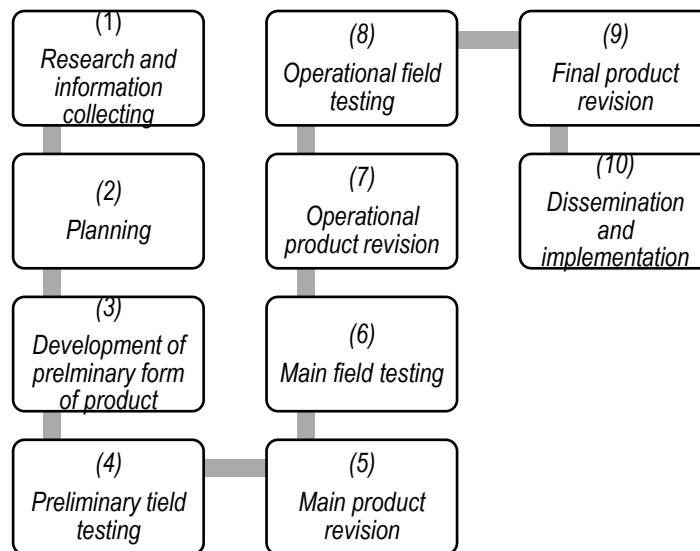 (1)
Research and
information
collecting
(2)
Planning
(3)
Development of
prelminary form
of product
(4)
Preliminary tield
testing
(5)
Main product
revision
(6)
Main field testing
(7)
Operational
product revision
(8)
Operational field
testing
(9)
Final product
revision
(10)
Dissemination
and
implementation